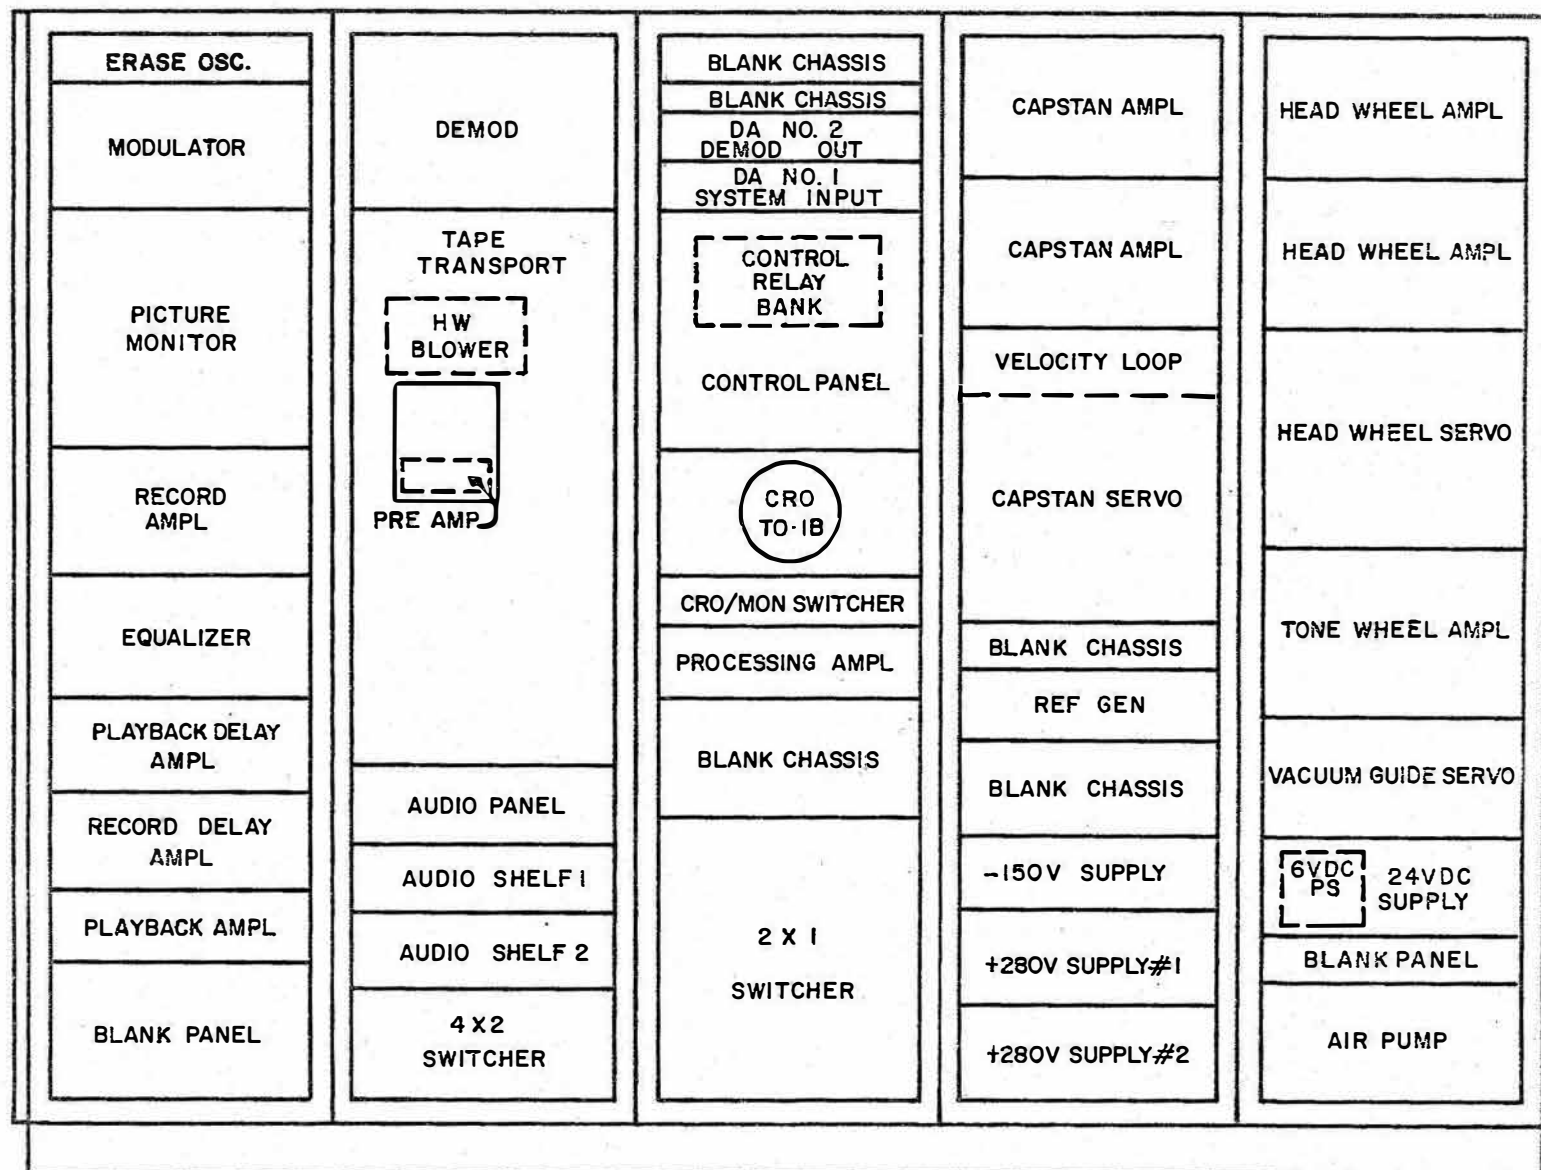 ERASE OSC.
MODULATOR
PICTURE
MONITOR
RECORD
AMPL
EQUALIZER
PLAYBACK DELAY
AMPL
RECORD DELAY
AMPL
PLAYBACK AMPL
BLANK PANEL
DEMOD
TAPE
TRANSPORT
HW
BLOWER
PRE AMP
AUDIO PANEL
AUDIO SHELF 1
AUDIO SHELF 2
4 X 2
SWITCHER
BLANK CHASSIS
BLANK CHASSIS
DA NO. 2
DEMOD OUT
DA NO. 1
SYSTEM INPUT
CONTROL
RELAY
BANK
CONTROL PANEL
CRO
TO-1B
CRO/MON SWITCHER
PROCESSING AMPL
BLANK CHASSIS
2 X 1
SWITCHER
CAPSTAN AMPL
CAPSTAN AMPL
VELOCITY LOOP
CAPSTAN SERVO
BLANK CHASSIS
REF GEN
BLANK CHASSIS
-150V SUPPLY
+280V SUPPLY#1
+280V SUPPLY#2
HEAD WHEEL AMPL
HEAD WHEEL AMPL
HEAD WHEEL SERVO
TONE WHEEL AMPL
VACUUM GUIDE SERVO
6VDC
PS
24VDC
SUPPLY
BLANK PANEL
AIR PUMP